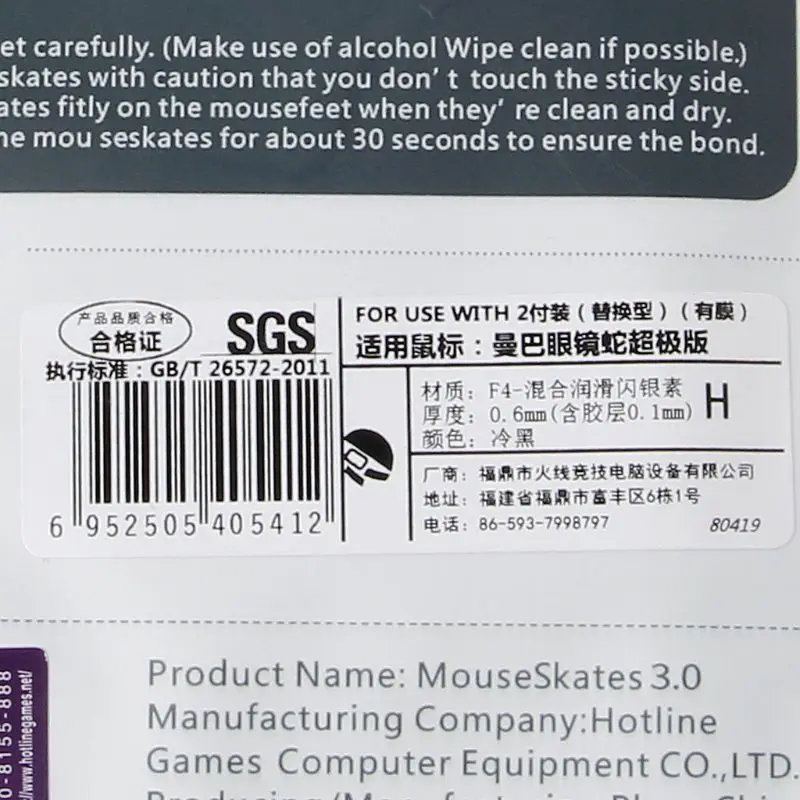 et carefully. (Make use of alcohol Wipe clean if possible.)
skates with caution that you don't touch the sticky side.
ates fitly on the mousefeet when they're clean and dry.
he mou seskates for about 30 seconds to ensure the bond.
产品品质合格
合格证
SGS
执行标准：GB/T 26572-2011
6 952505 405412
FOR USE WITH 2付装（替换型）（有膜）
适用鼠标：曼巴眼镜蛇超极版
材质：F4-混合润滑闪银素
厚度：0.6mm(含胶层0.1mm)
颜色：冷黑
H
厂商：福鼎市火线竞技电脑设备有限公司
地址：福建省福鼎市富丰区6栋1号
电话：86-593-7998797
80419
0-8155-888
//www.hotlinegames.net/
Product Name: MouseSkates 3.0
Manufacturing Company:Hotline
Games Computer Equipment CO.,LTD.